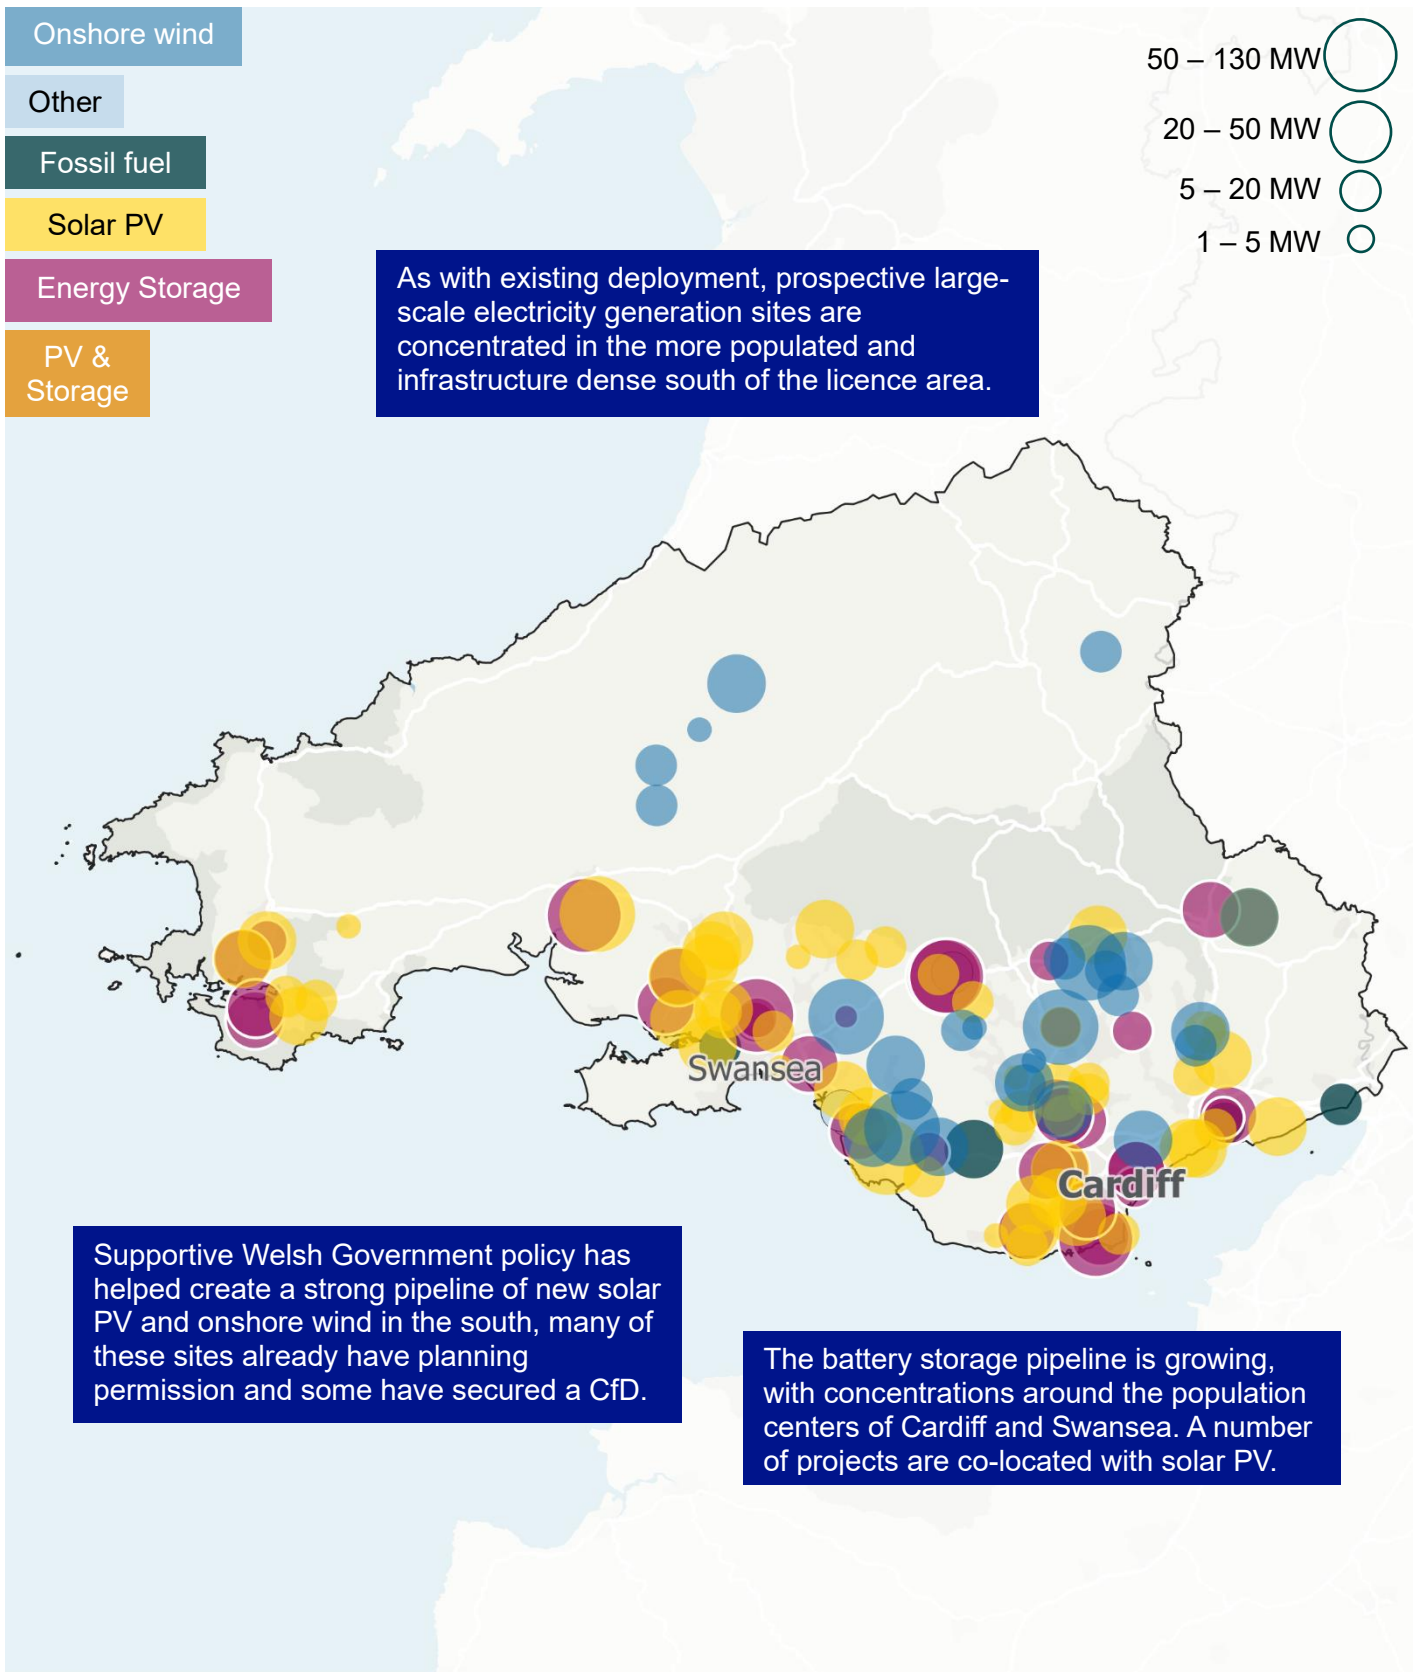 Onshore wind
Other
Fossil fuel
Solar PV
Energy Storage
PV &
Storage
50 – 130 MW
20 – 50 MW
5 – 20 MW
1 – 5 MW
As with existing deployment, prospective large-
scale electricity generation sites are
concentrated in the more populated and
infrastructure dense south of the licence area.
Swansea
Cardiff
Supportive Welsh Government policy has
helped create a strong pipeline of new solar
PV and onshore wind in the south, many of
these sites already have planning
permission and some have secured a CfD.
The battery storage pipeline is growing,
with concentrations around the population
centers of Cardiff and Swansea. A number
of projects are co-located with solar PV.